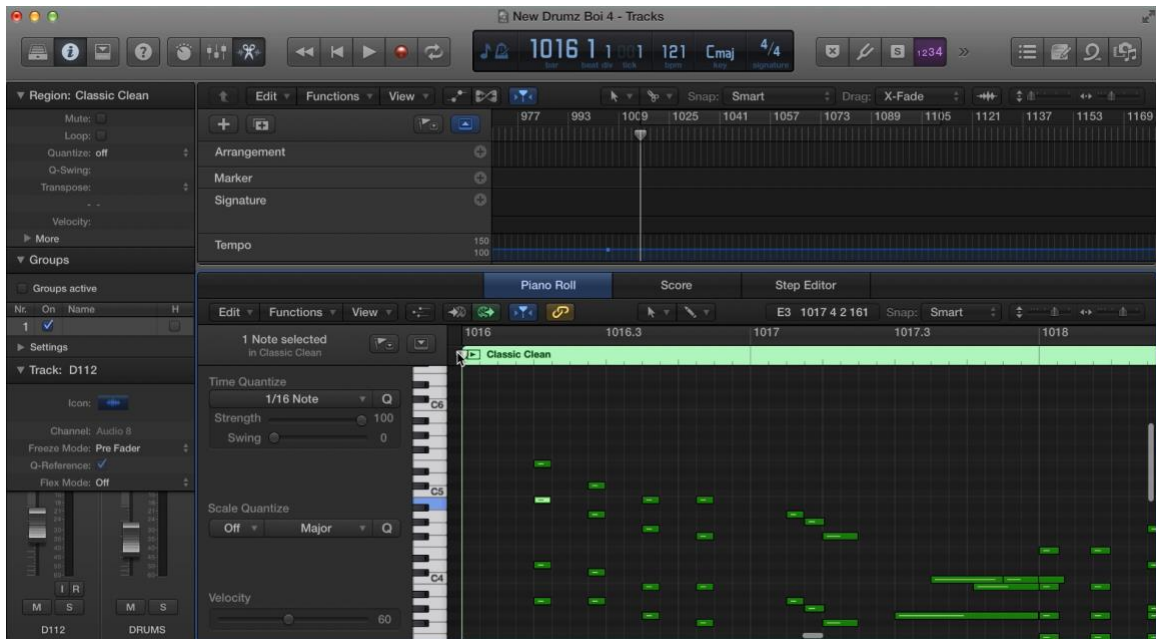 New Drumz Boi 4 - Tracks
1016 1 1 001 121 Cmaj 4/4
bar beat div tick bpm key signature
S 1234
Region: Classic Clean
Mute:
Loop:
Quantize: off
Q-Swing:
Transpose:
- -
Velocity:
More
Groups
Groups active
Nr. On Name H
1
Settings
Track: D112
Icon:
Channel: Audio 8
Freeze Mode: Pre Fader
Q-Reference:
Flex Mode: Off
I R
M S M S
D112 DRUMS
Edit Functions View Snap: Smart Drag: X-Fade
977 993 1009 1025 1041 1057 1073 1089 1105 1121 1137 1153 1169
Arrangement
Marker
Signature
Tempo 150
100
Piano Roll Score Step Editor
Edit Functions View E3 1017 4 2 161 Snap: Smart
1 Note selected
in Classic Clean
1016 1016.3 1017 1017.3 1018
Classic Clean
Time Quantize
1/16 Note Q
Strength 100
Swing 0
Scale Quantize
Off Major Q
Velocity
60
C6
C5
C4